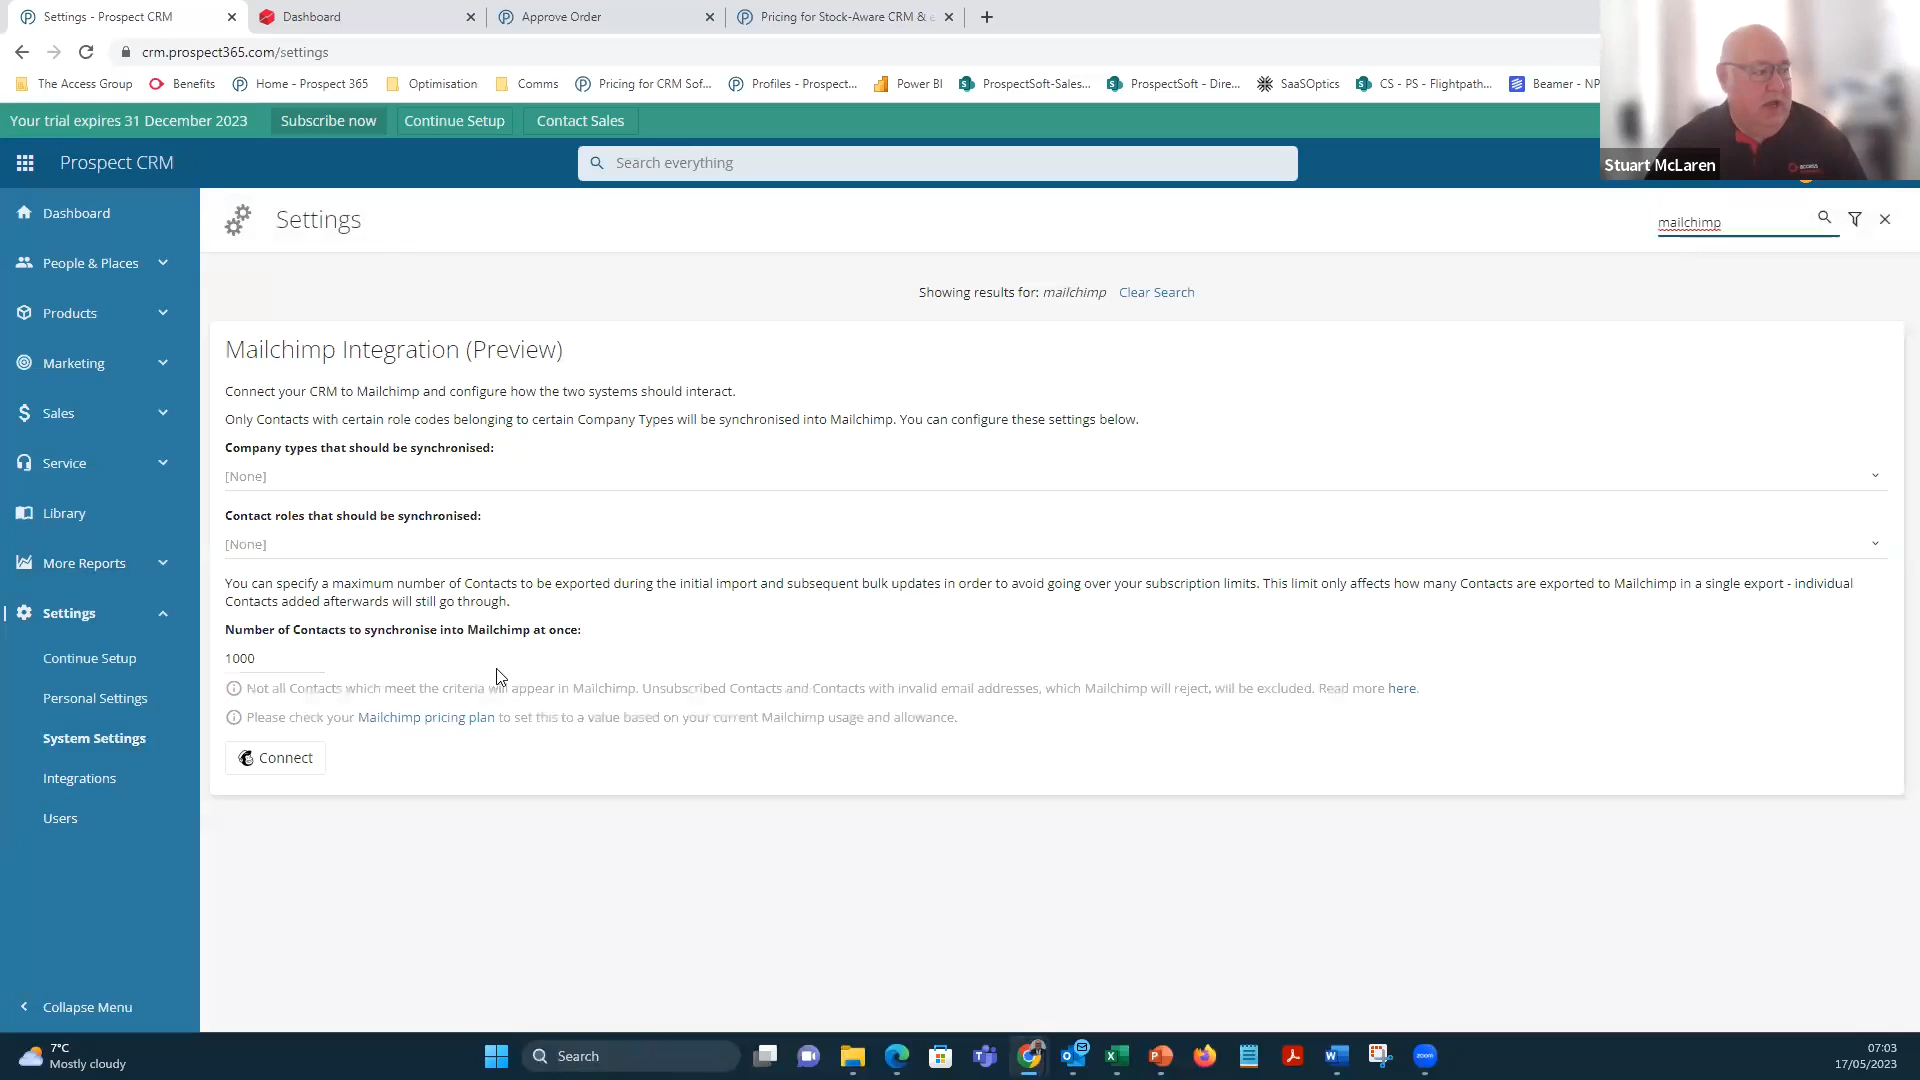 Settings - Prospect CRM
Dashboard
Approve Order
Pricing for Stock-Aware CRM &
crm.prospect365.com/settings
The Access Group
Benefits
Home - Prospect 365
Optimisation
Comms
Pricing for CRM Sof...
Profiles - Prospect...
Power BI
ProspectSoft-Sales...
ProspectSoft - Dire...
SaaSOptics
CS - PS - Flightpath...
Beamer - NP
Your trial expires 31 December 2023
Subscribe now
Continue Setup
Contact Sales
Prospect CRM
Search everything
Stuart McLaren
access
Dashboard
People & Places
Products
Marketing
Sales
Service
Library
More Reports
Settings
Continue Setup
Personal Settings
System Settings
Integrations
Users
Collapse Menu
Settings
mailchimp
Showing results for: mailchimp Clear Search
Mailchimp Integration (Preview)
Connect your CRM to Mailchimp and configure how the two systems should interact.
Only Contacts with certain role codes belonging to certain Company Types will be synchronised into Mailchimp. You can configure these settings below.
Company types that should be synchronised:
[None]
Contact roles that should be synchronised:
[None]
You can specify a maximum number of Contacts to be exported during the initial import and subsequent bulk updates in order to avoid going over your subscription limits. This limit only affects how many Contacts are exported to Mailchimp in a single export - individual
Contacts added afterwards will still go through.
Number of Contacts to synchronise into Mailchimp at once:
1000
Not all Contacts which meet the criteria will appear in Mailchimp. Unsubscribed Contacts and Contacts with invalid email addresses, which Mailchimp will reject, will be excluded. Read more here.
Please check your Mailchimp pricing plan to set this to a value based on your current Mailchimp usage and allowance.
Connect
7°C
Mostly cloudy
Search
zoom
07:03
17/05/2023